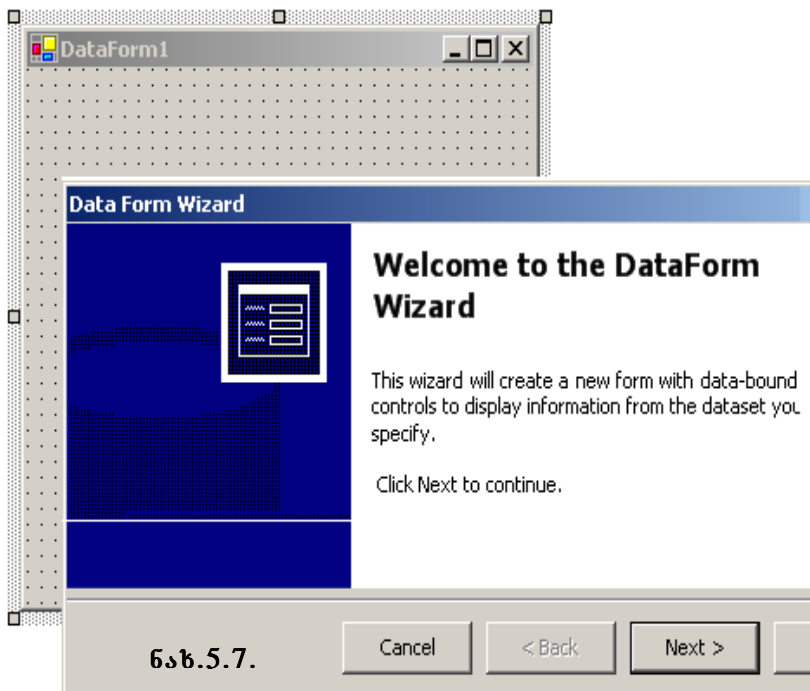 DataForm1
Data Form Wizard
Welcome to the DataForm
Wizard
This wizard will create a new form with data-bound
controls to display information from the dataset you
specify.
Click Next to continue.
ნახ.5.7.
Cancel
< Back
Next >